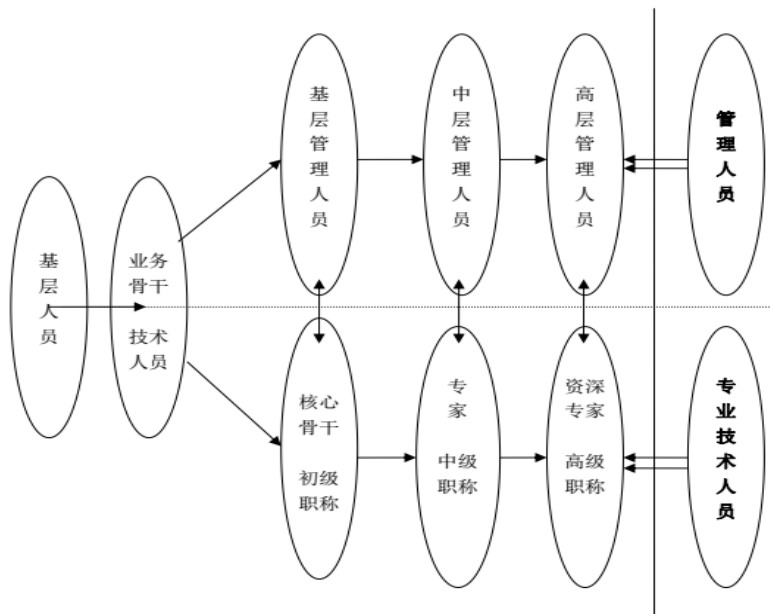 基层人员
业务
骨干
技术
人员
基层管理人员
中层管理人员
高层管理人员
管理人员
核心
骨干
初级
职称
专家
中级
职称
资深
专家
高级
职称
专业技术人员